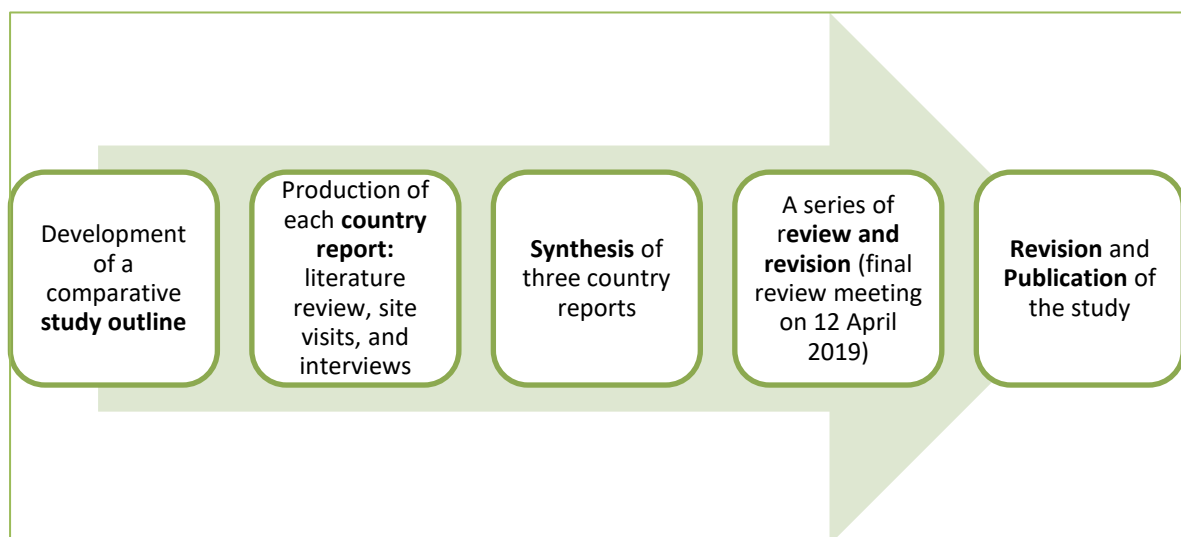 Development
of a
comparative
study outline
Production of
each country
report:
literature
review, site
visits, and
interviews
Synthesis of
three country
reports
A series of
review and
revision (final
review meeting
on 12 April
2019)
Revision and
Publication of
the study